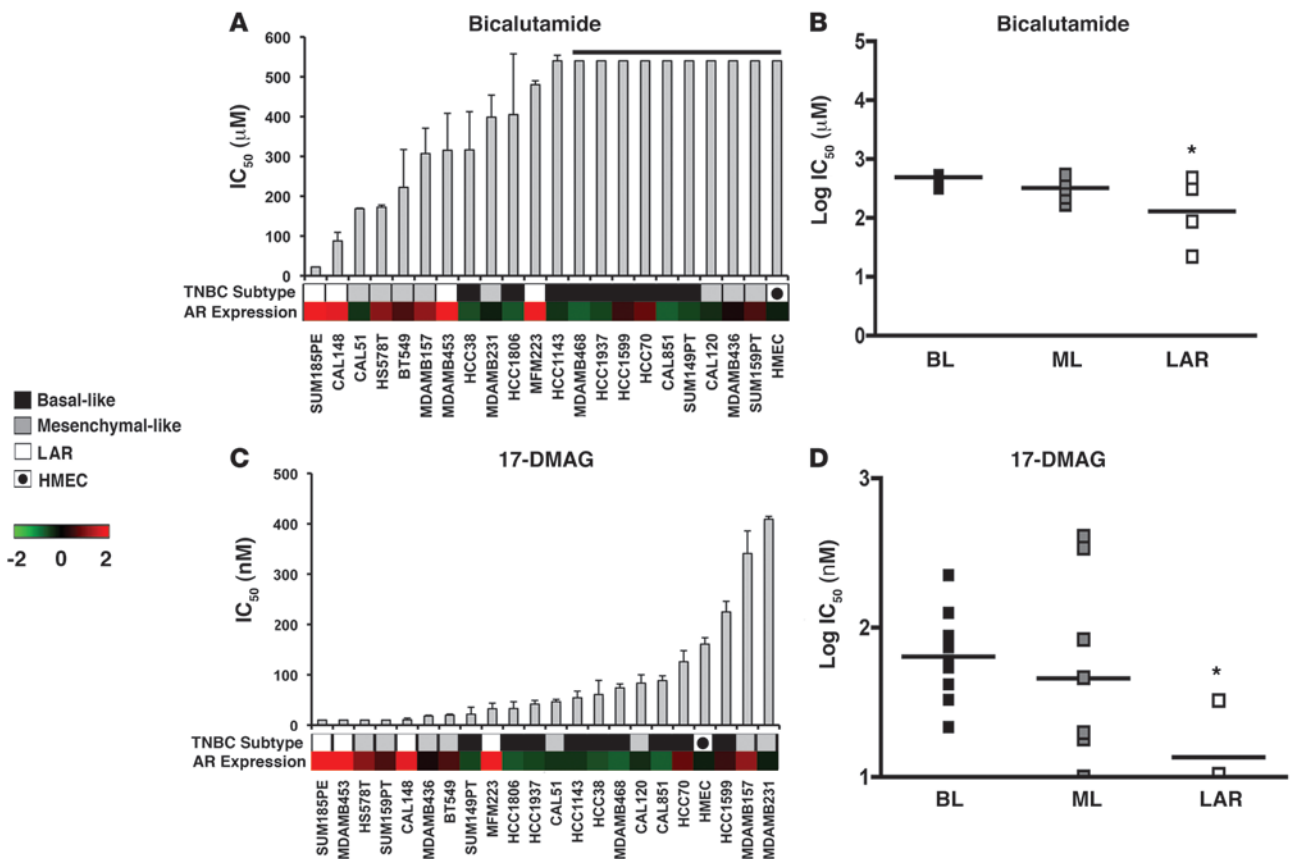 A
Bicalutamide
600
500
400
300
200
100
0
IC50 (μM)
TNBC Subtype
AR Expression
SUM185PE
CAL148
CAL51
HS578T
BT549
MDAMB157
MDAMB453
HCC38
MDAMB231
HCC1806
MFM223
HCC1143
MDAMB468
HCC1937
HCC1599
HCC70
CAL851
SUM149PT
CAL120
MDAMB436
SUM159PT
HMEC
B
Bicalutamide
5
4
3
2
1
0
Log IC50 (μM)
*
BL
ML
LAR
Basal-like
Mesenchymal-like
LAR
HMEC
-2 0 2
C
17-DMAG
500
400
300
200
100
0
IC50 (nM)
TNBC Subtype
AR Expression
SUM185PE
MDAMB453
HS578T
SUM159PT
CAL148
MDAMB436
BT549
SUM149PT
MFM223
HCC1806
HCC1937
CAL51
HCC1143
HCC38
MDAMB468
CAL120
CAL851
HCC70
HMEC
HCC1599
MDAMB157
MDAMB231
D
17-DMAG
3
2
1
Log IC50 (nM)
*
BL
ML
LAR